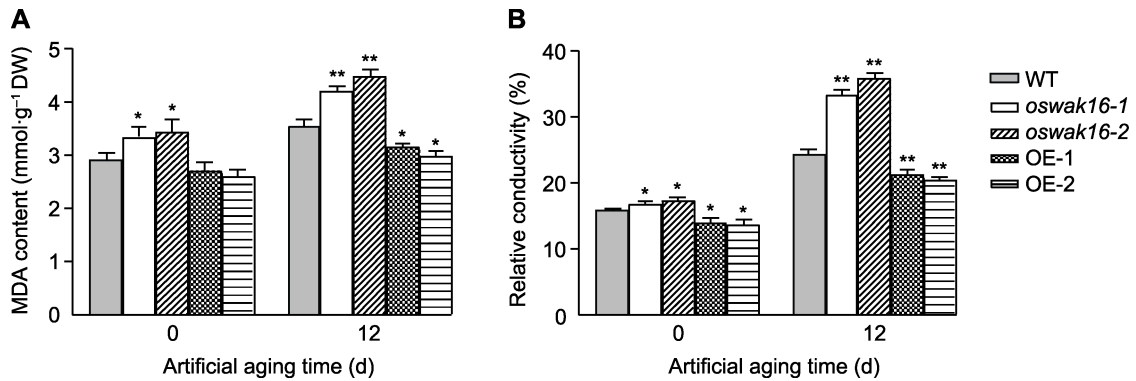 A
MDA content (mmol·g⁻¹ DW)
5
4
3
2
1
0
* * ** ** * *
0 12
Artificial aging time (d)
B
Relative conductivity (%)
40
30
20
10
0
* * * * ** ** ** **
0 12
Artificial aging time (d)
WT
oswak16-1
oswak16-2
OE-1
OE-2